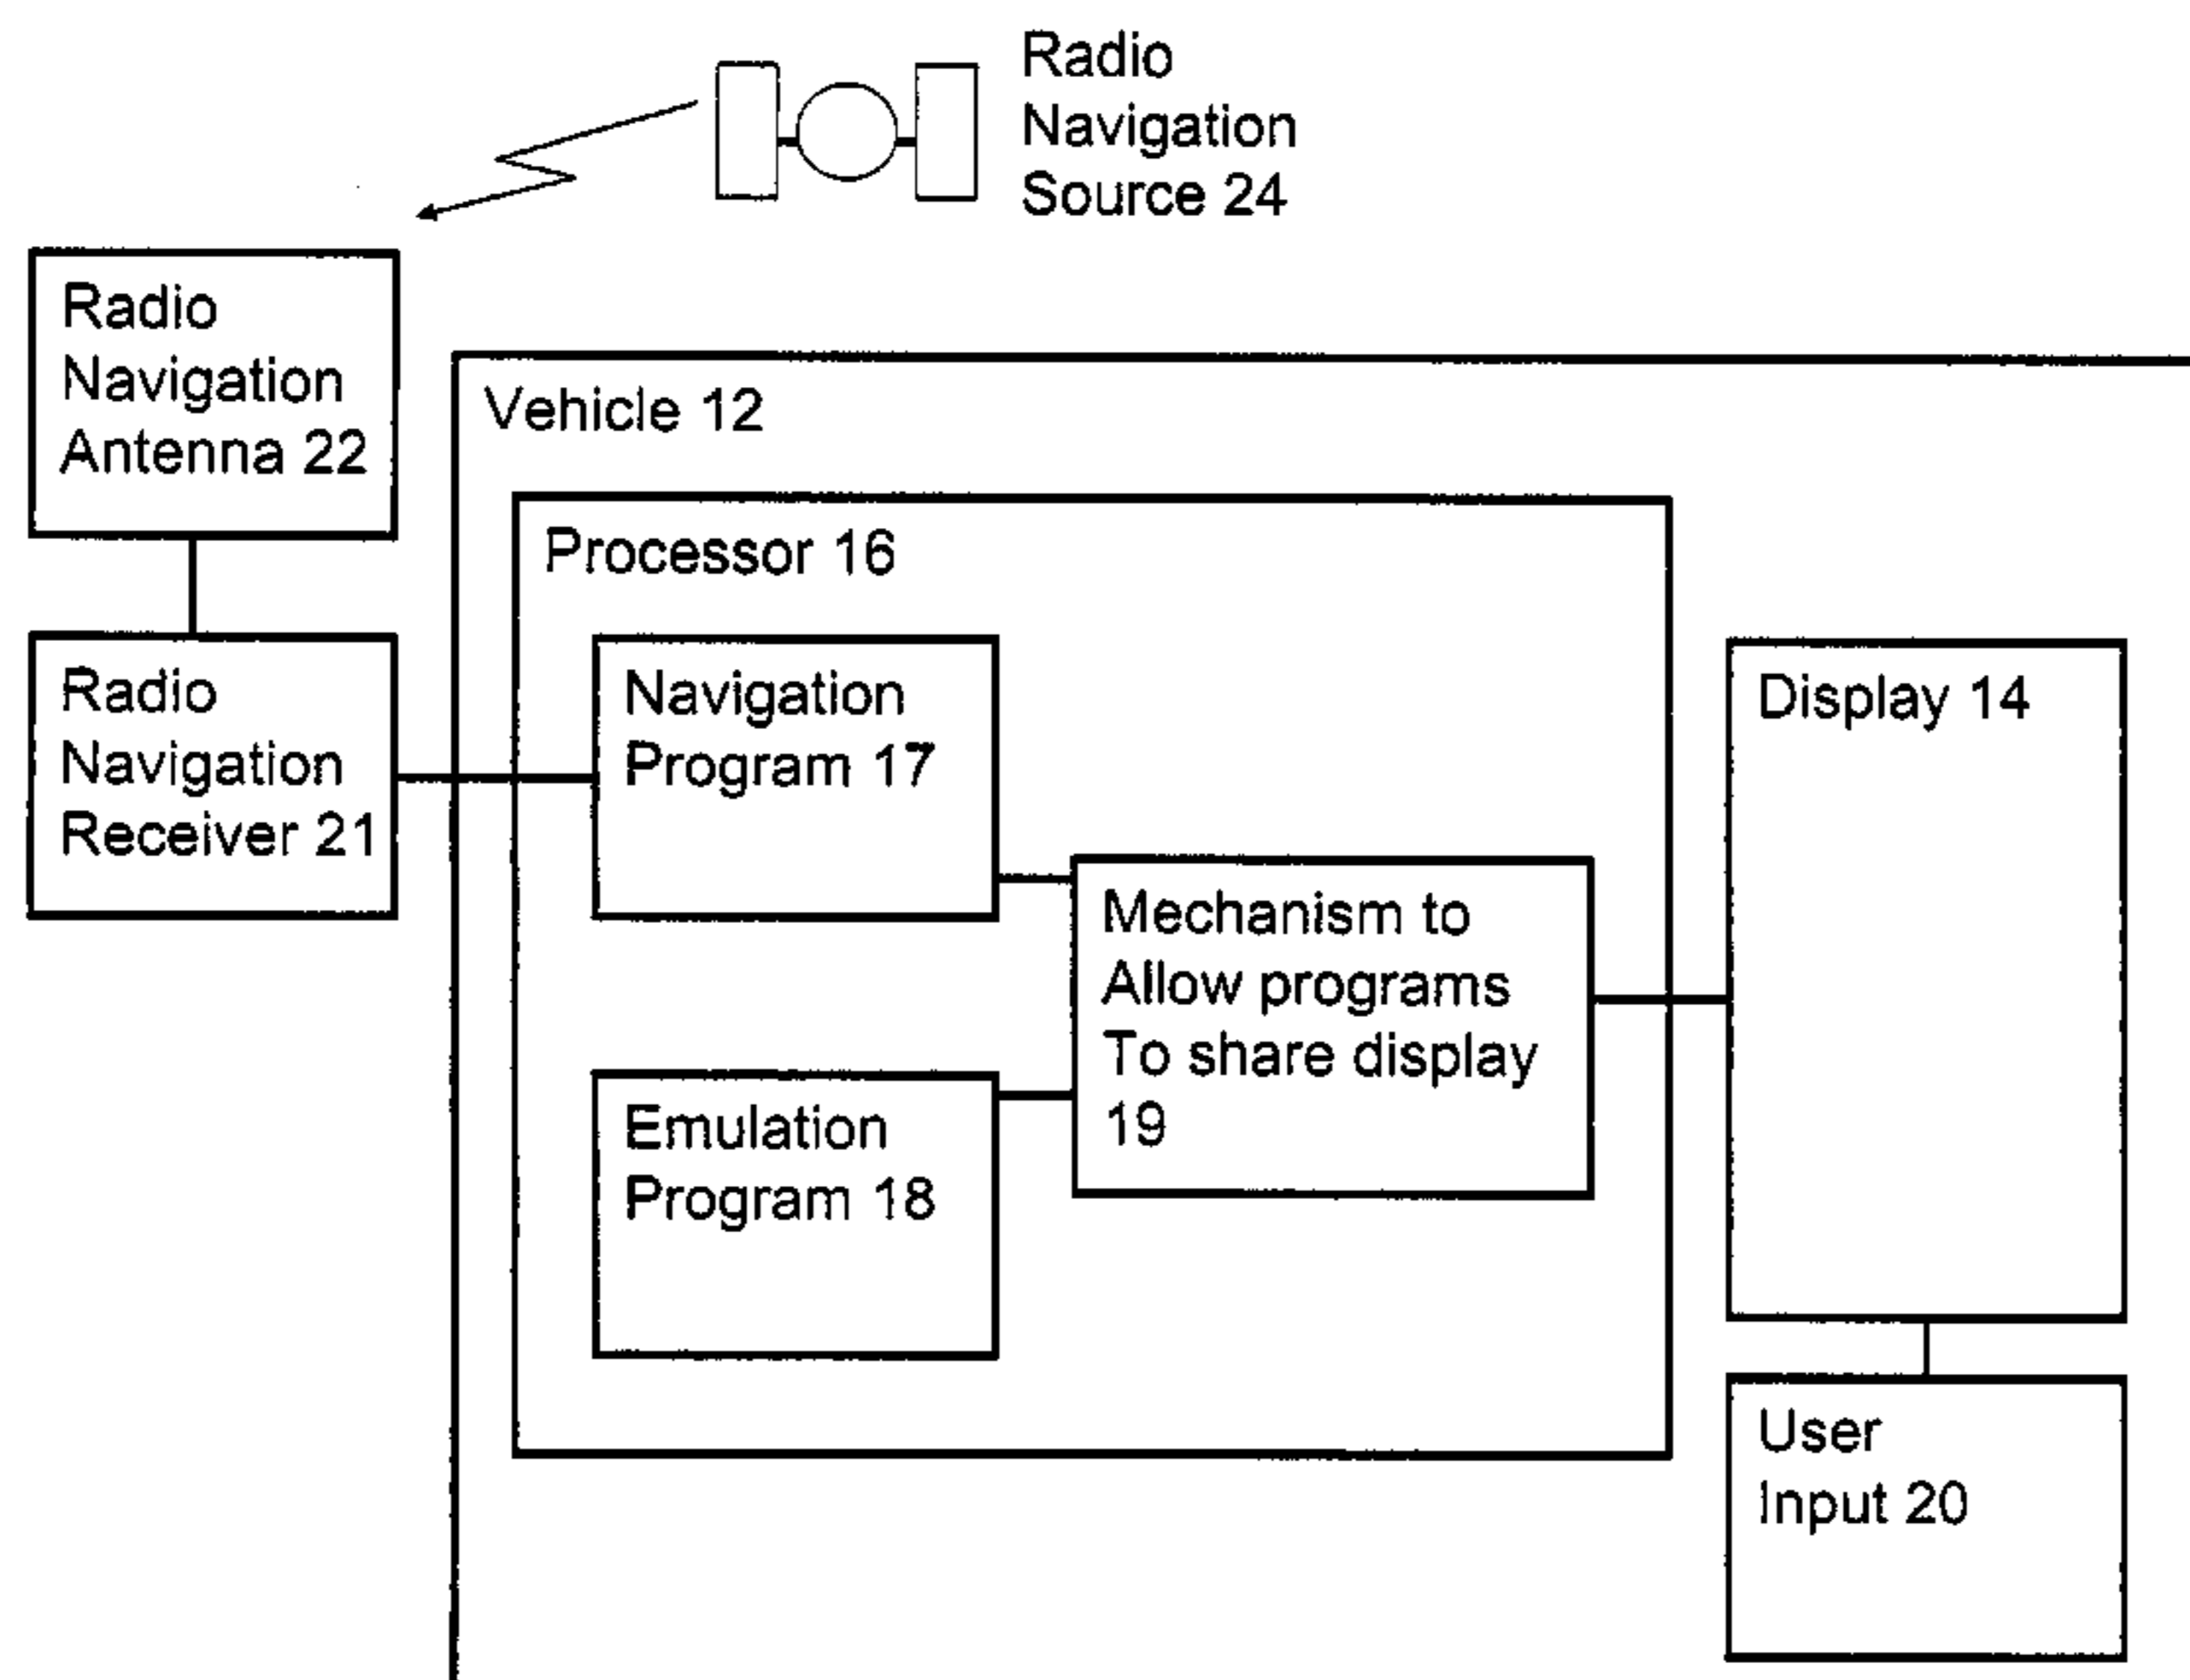 Radio
Navigation
Source 24
Radio
Navigation
Antenna 22
Vehicle 12
Processor 16
Radio
Navigation
Receiver 21
Navigation
Program 17
Display 14
Mechanism to
Allow programs
To share display
19
Emulation
Program 18
User
Input 20